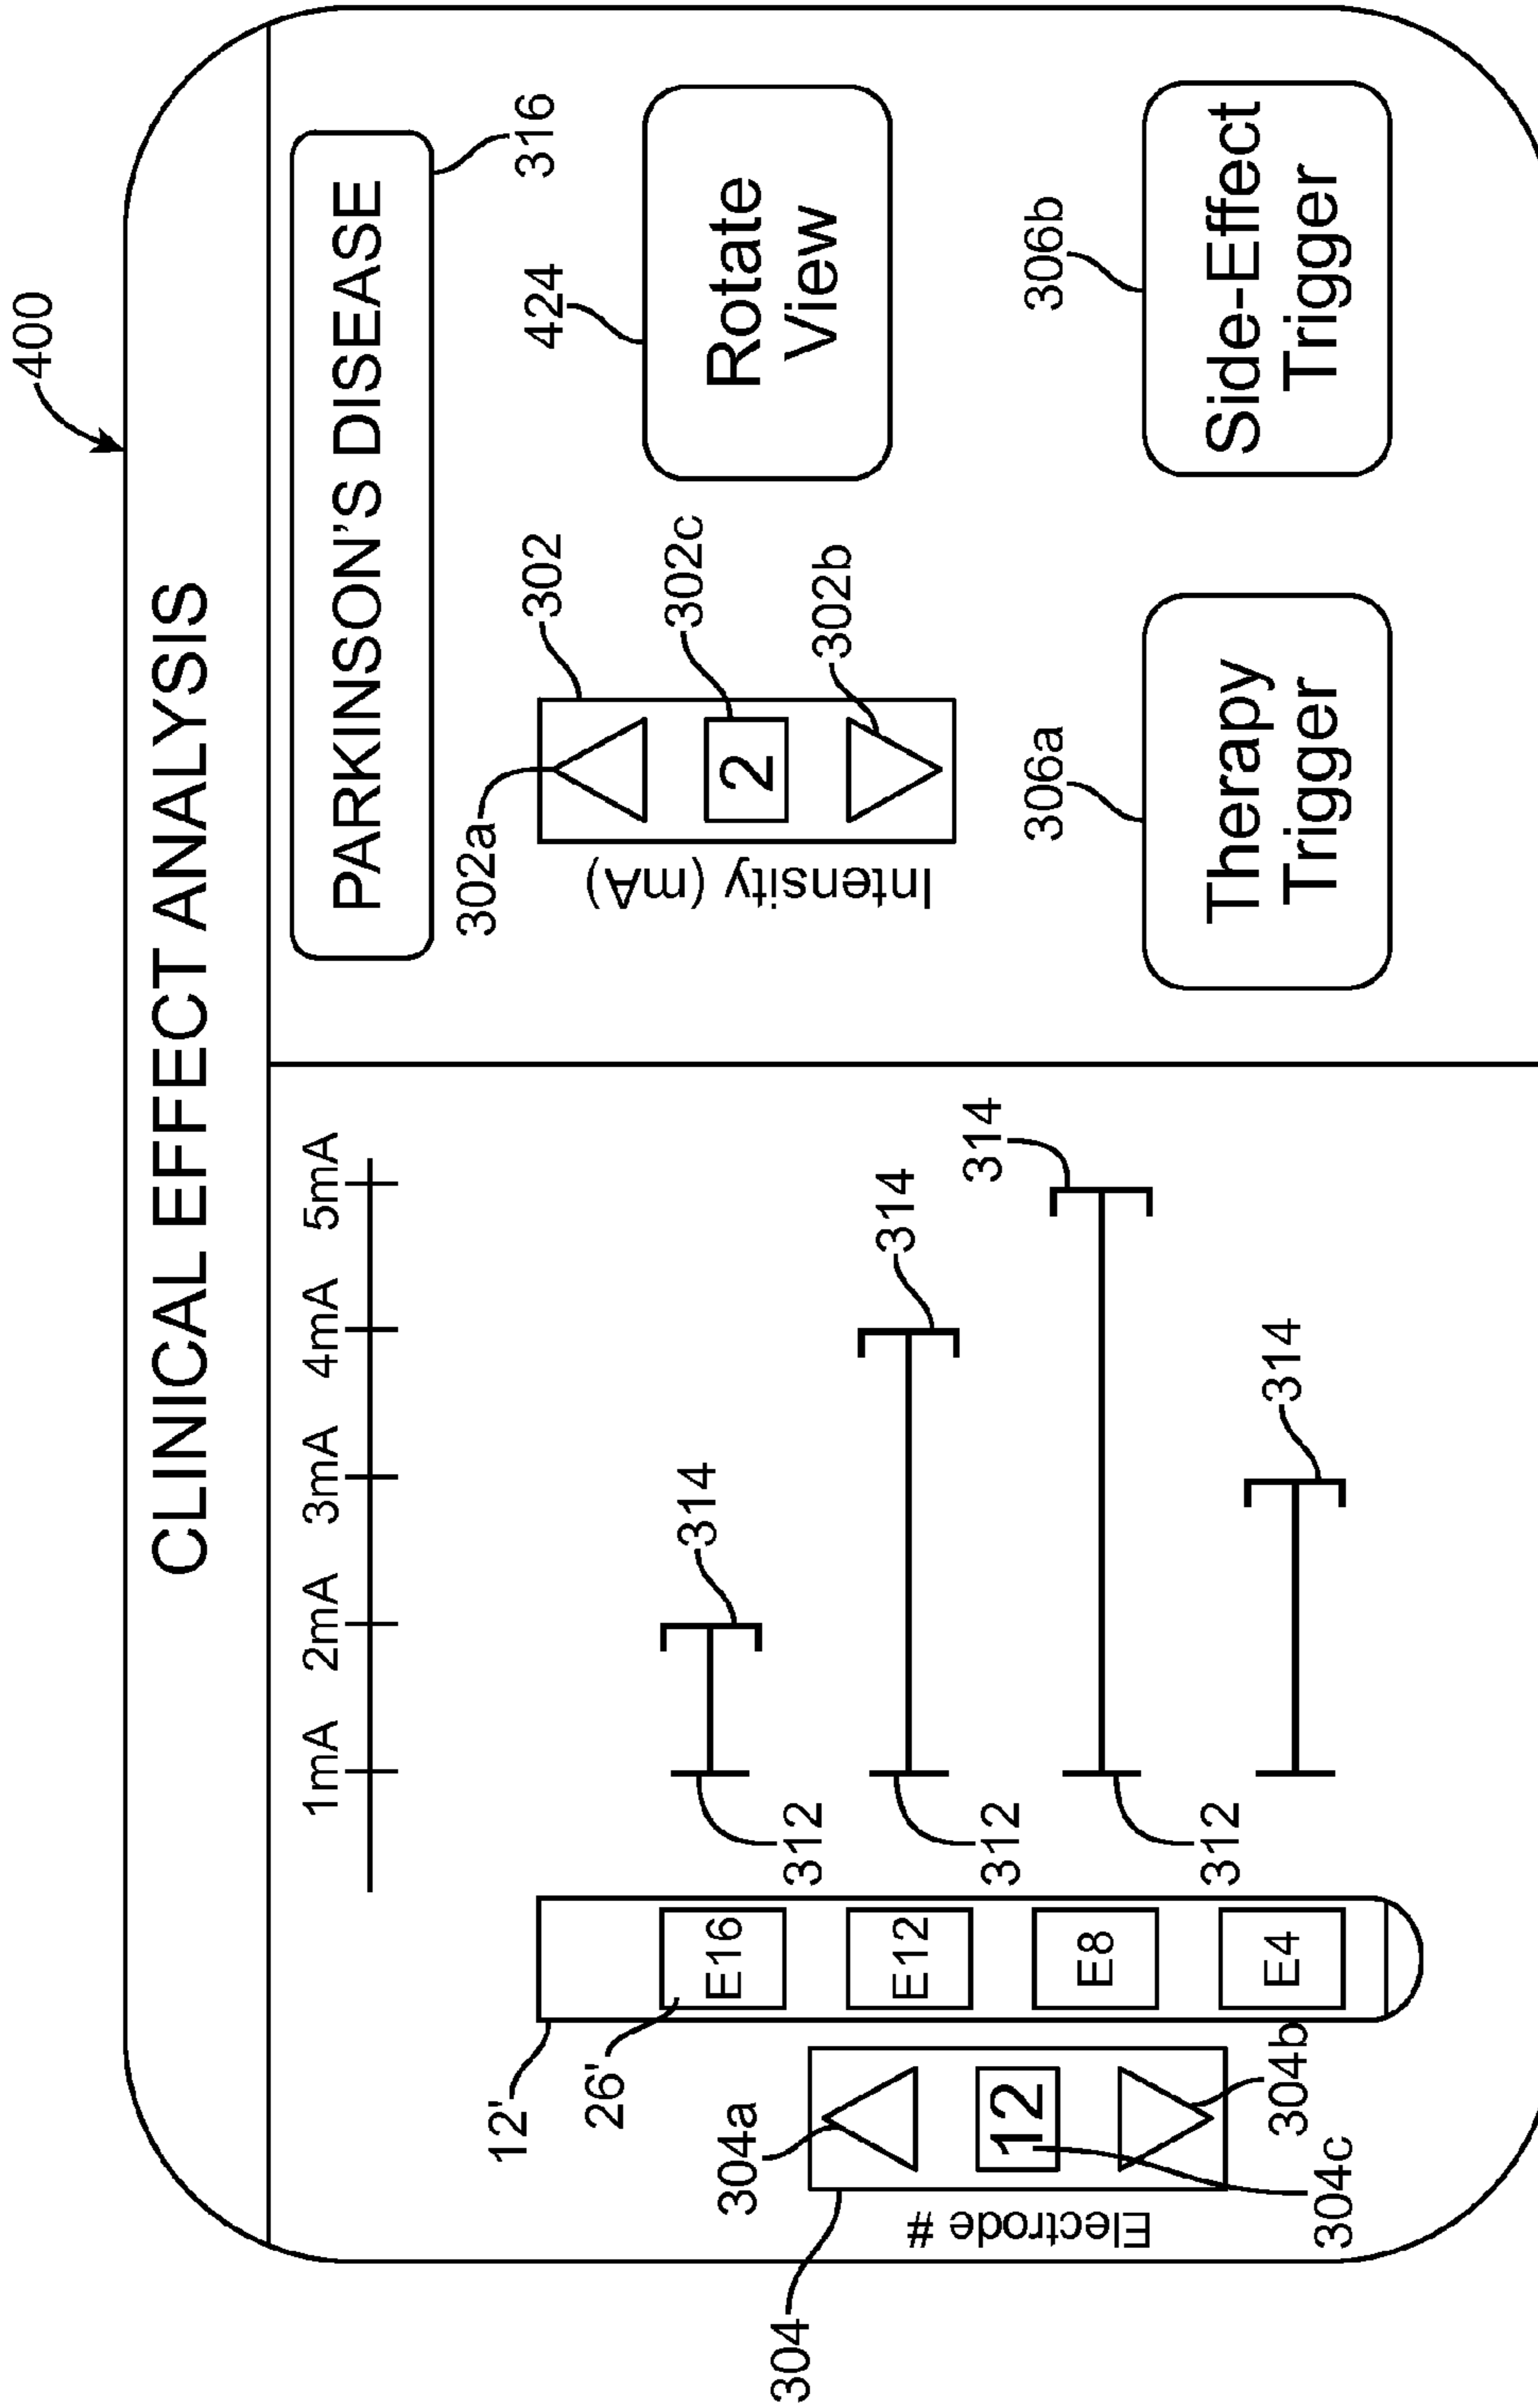 400
CLINICAL EFFECT ANALYSIS
1mA 2mA 3mA 4mA 5mA
PARKINSON'S DISEASE
316
12'
26'
304a
304
Electrode #
12
304b
304c
E16
E12
E8
E4
312
314
312
314
312
314
314
302a
302
302c
302b
Intensity (mA)
2
424
Rotate
View
306a
Therapy
Trigger
306b
Side-Effect
Trigger